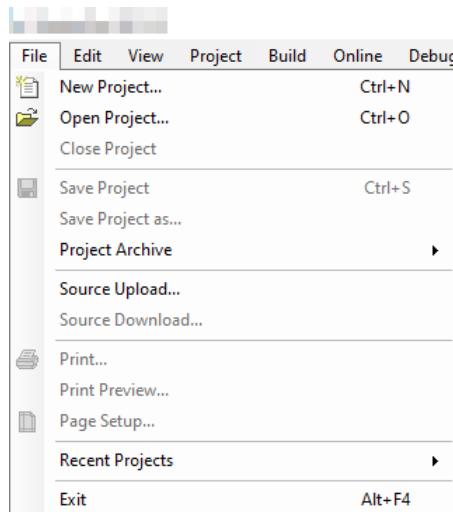 File Edit View Project Build Online Debug
New Project... Ctrl+N
Open Project... Ctrl+O
Close Project
Save Project Ctrl+S
Save Project as...
Project Archive
Source Upload...
Source Download...
Print...
Print Preview...
Page Setup...
Recent Projects
Exit Alt+F4